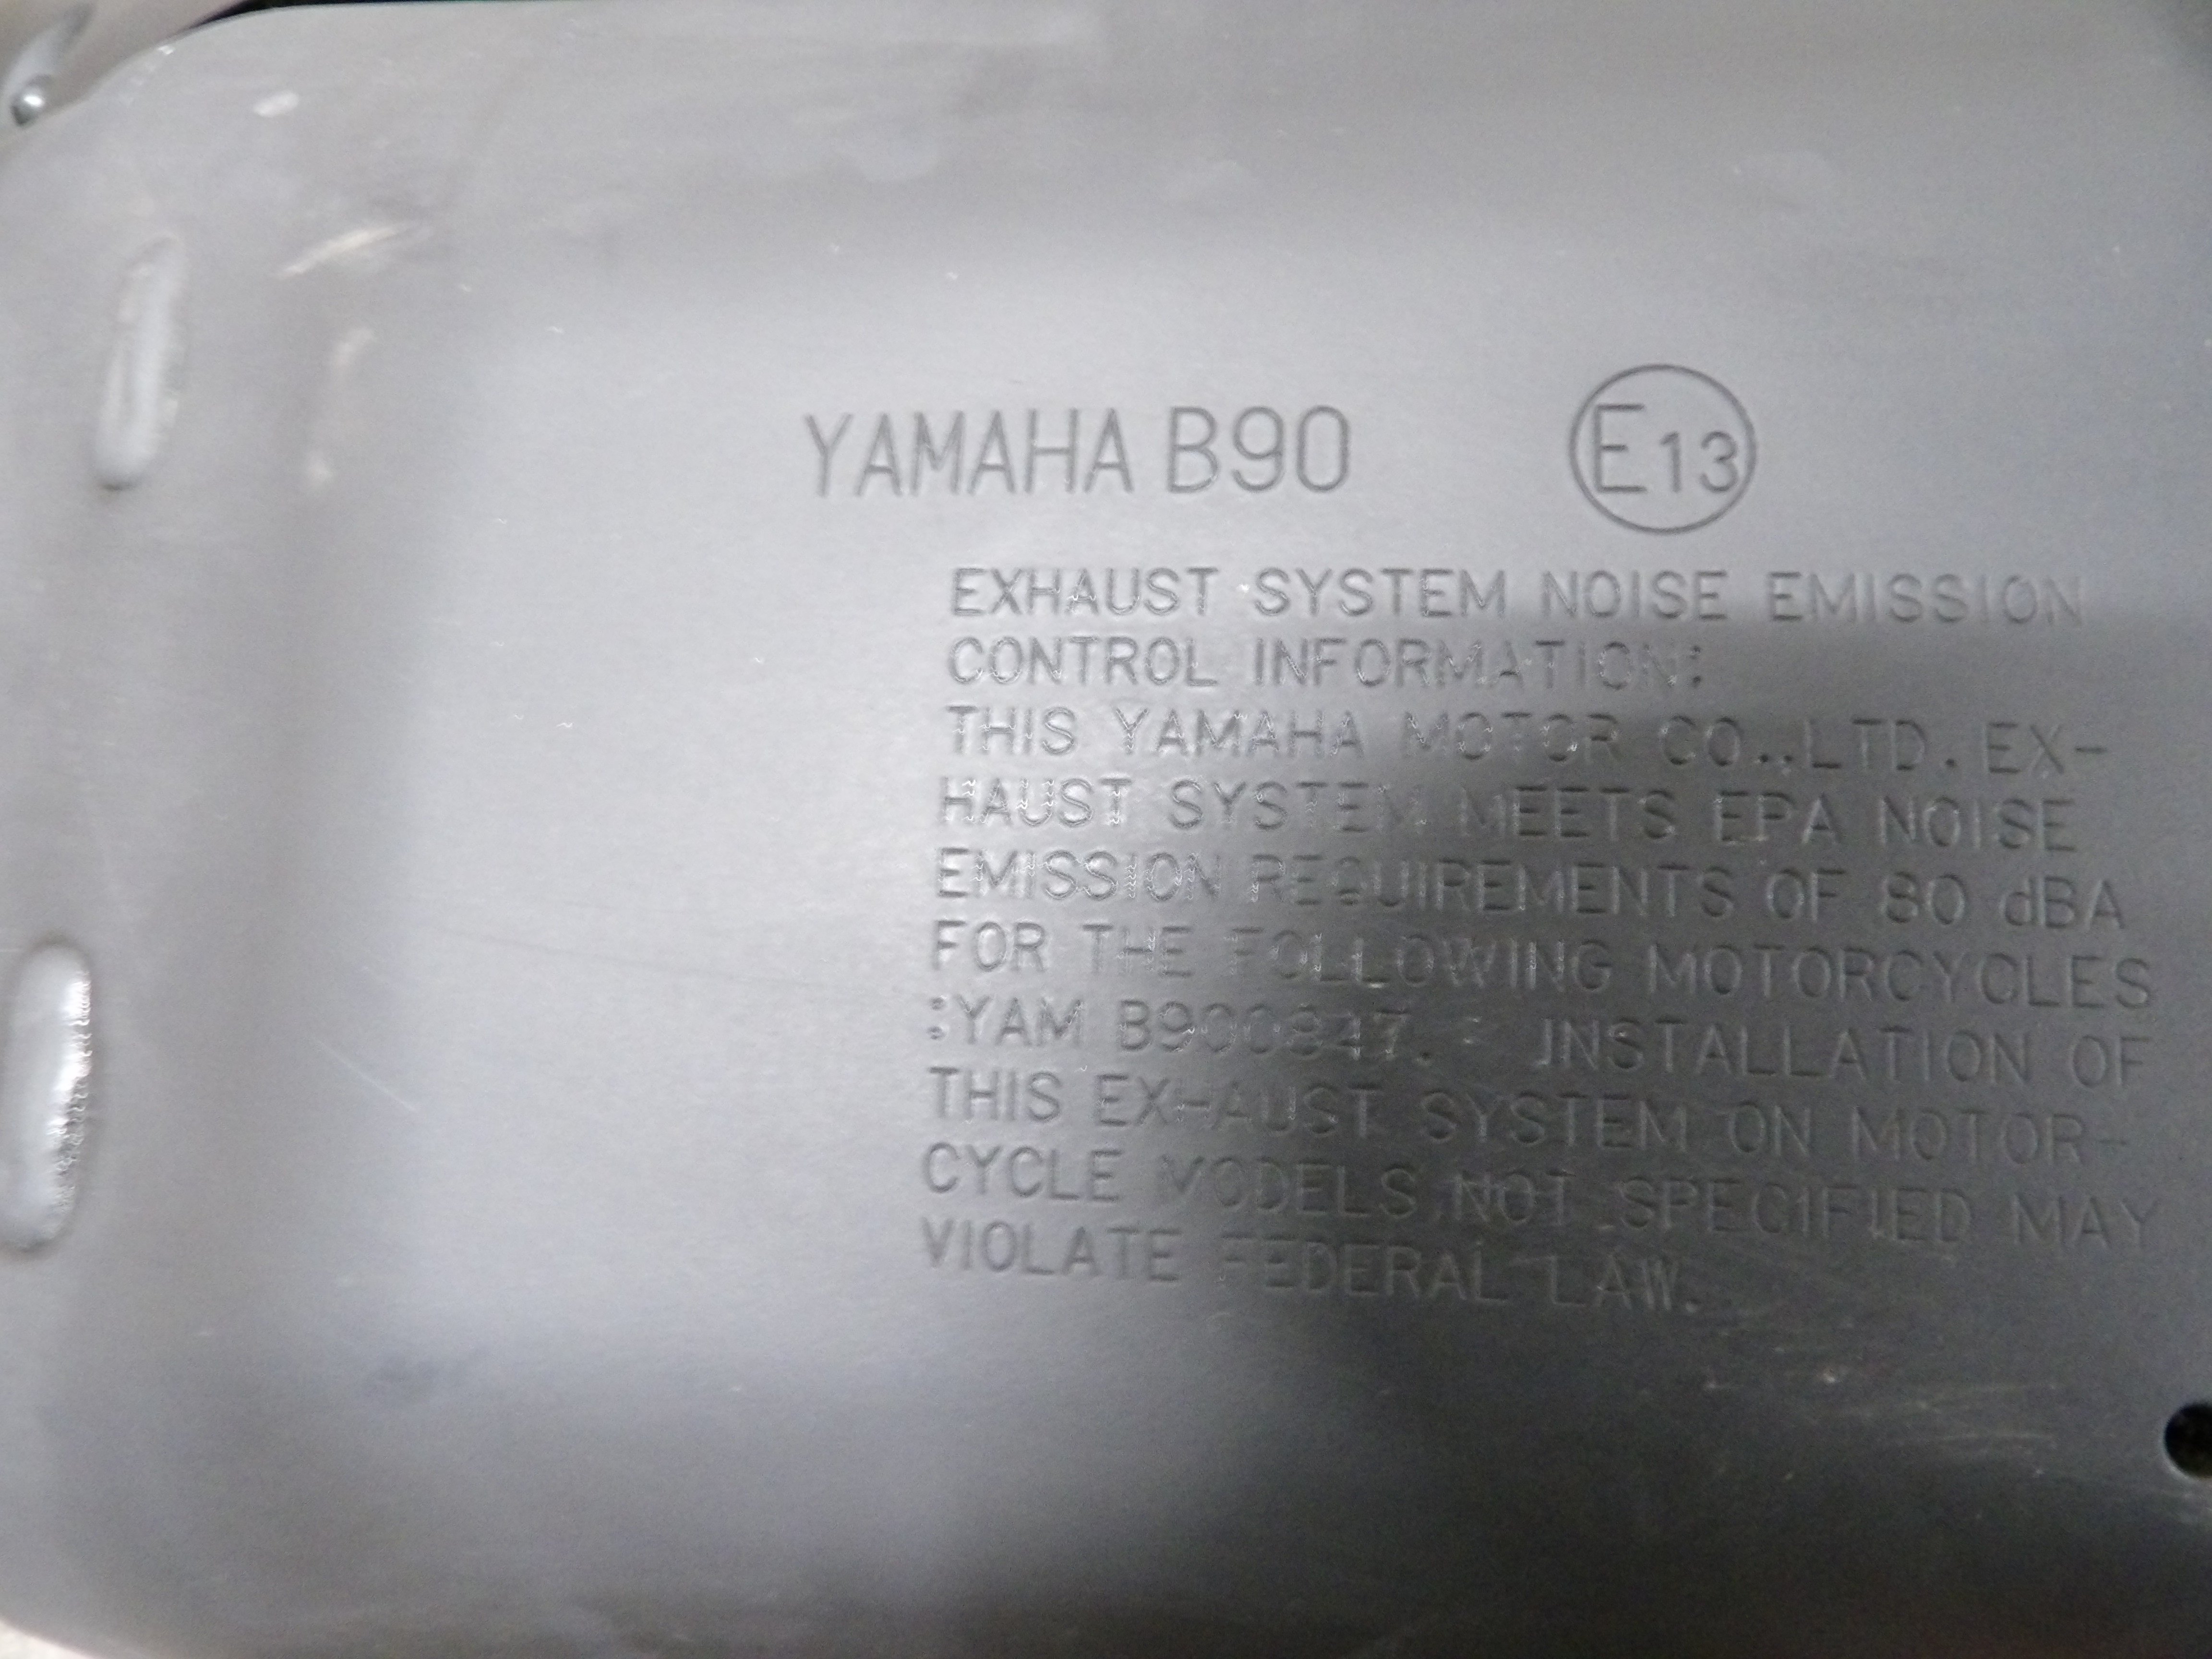 YAMAHA B90 E13
EXHAUST SYSTEM NOISE EMISSION
CONTROL INFORMATION:
THIS YAMAHA MOTOR CO.,LTD. EX-
HAUST SYSTEM MEETS EPA NOISE
EMISSION REQUIREMENTS OF 80 dBA
FOR THE FOLLOWING MOTORCYCLES
:YAM B900847. INSTALLATION OF
THIS EXHAUST SYSTEM ON MOTOR-
CYCLE MODELS NOT SPECIFIED MAY
VIOLATE FEDERAL LAW.